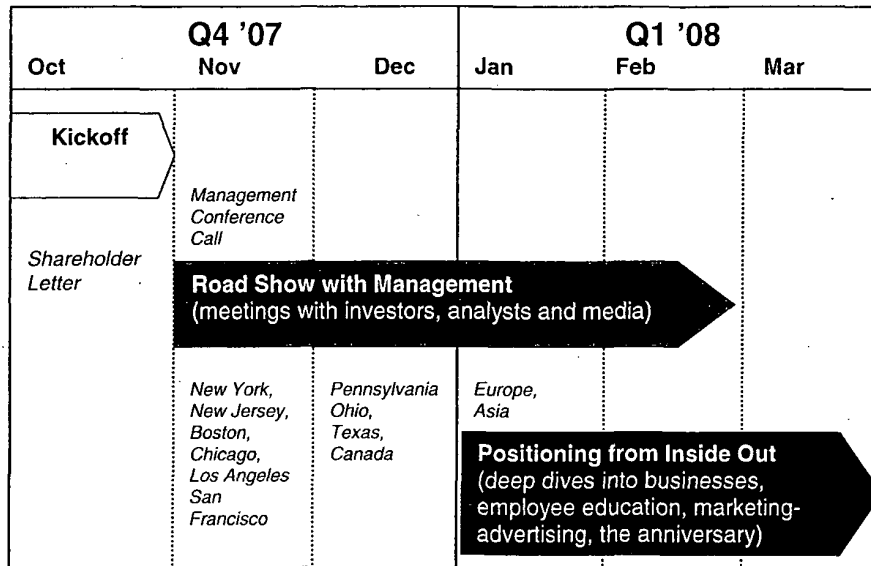 Q4 '07
Q1 '08
Oct
Nov
Dec
Jan
Feb
Mar
Kickoff
Management
Conference
Call
Shareholder
Letter
Road Show with Management
(meetings with investors, analysts and media)
New York,
New Jersey,
Boston,
Chicago,
Los Angeles
San
Francisco
Pennsylvania
Ohio,
Texas,
Canada
Europe,
Asia
Positioning from Inside Out
(deep dives into businesses,
employee education, marketing-
advertising, the anniversary)